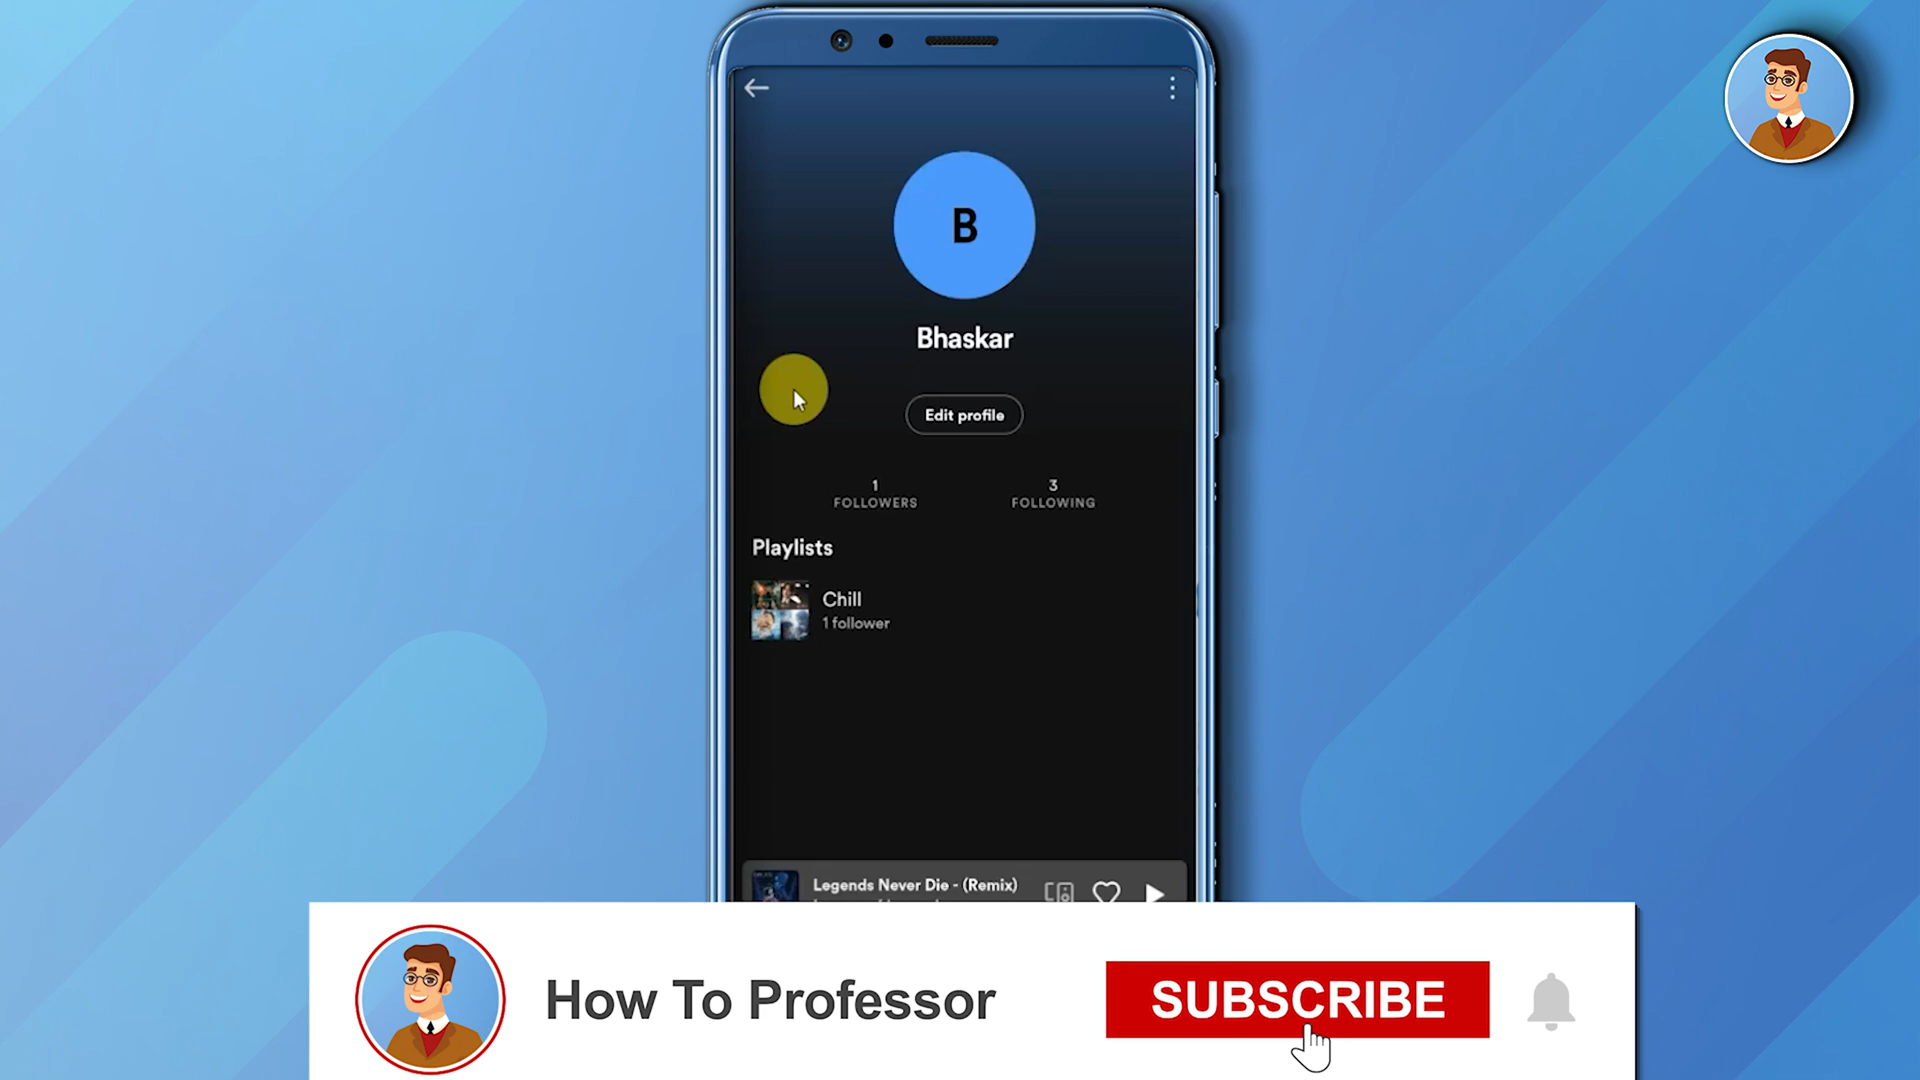 B
Bhaskar
Edit profile
1
FOLLOWERS
3
FOLLOWING
Playlists
Chill
1 follower
Legends Never Die - (Remix)
How To Professor
SUBSCRIBE